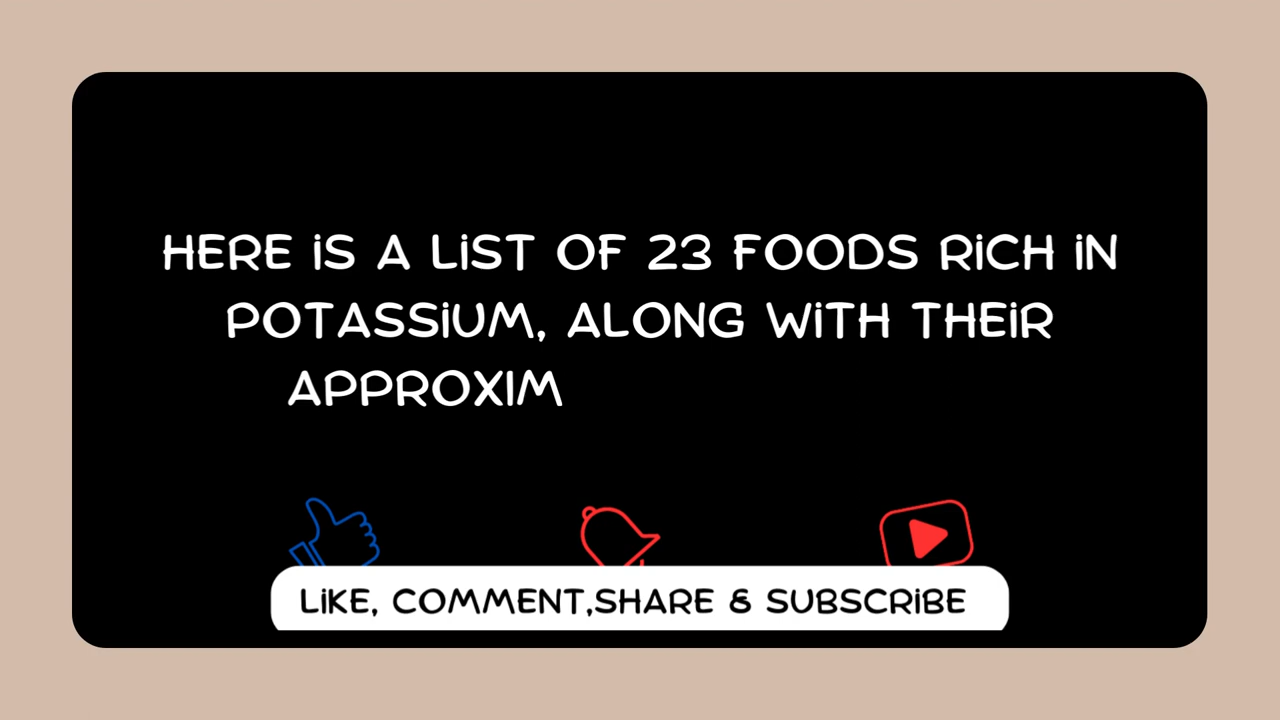 HERE IS A LIST OF 23 FOODS RICH IN
POTASSIUM, ALONG WITH THEIR
APPROXIM
LIKE, COMMENT,SHARE & SUBSCRIBE